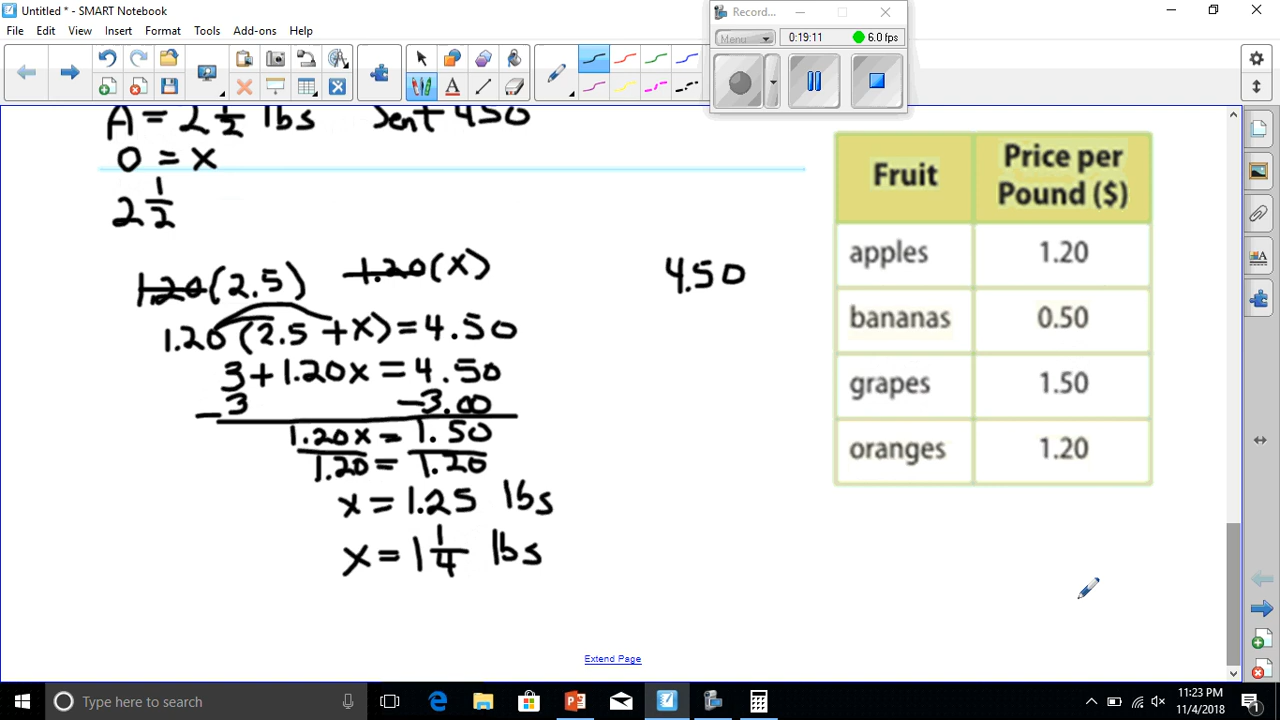 Untitled * - SMART Notebook
File Edit View Insert Format Tools Add-ons Help
Record...
Menu
0:19:11
6.0 fps
A = 2 1/2 lbs Sent 450
O = x
2 1/2
1.20(2.5) 1.20(x)
4.50
1.20(2.5 + x) = 4.50
3 + 1.20x = 4.50
-3 -3.00
1.20x = 1.50
1.20 = 1.20
x = 1.25 lbs
x = 1 1/4 lbs
Fruit Price per Pound ($)
apples 1.20
bananas 0.50
grapes 1.50
oranges 1.20
Extend Page
Type here to search
11:23 PM
11/4/2018